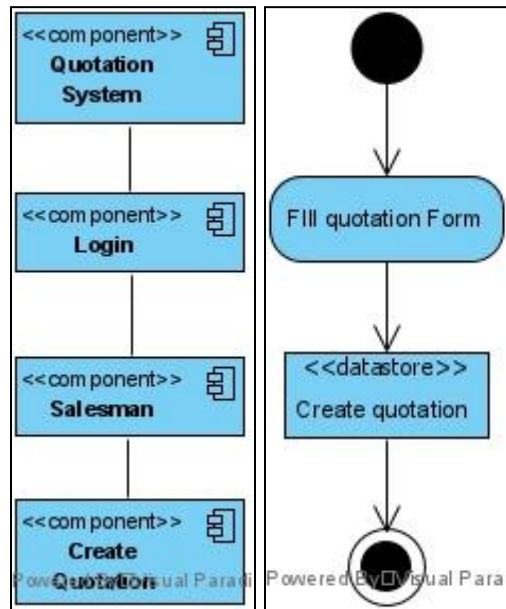 <<component>>
Quotation
System
<<component>>
Login
<<component>>
Salesman
<<component>>
Create
Quotation
Powered By Visual Paradi
FIll quotation Form
<<datastore>>
Create quotation
Powered By Visual Para